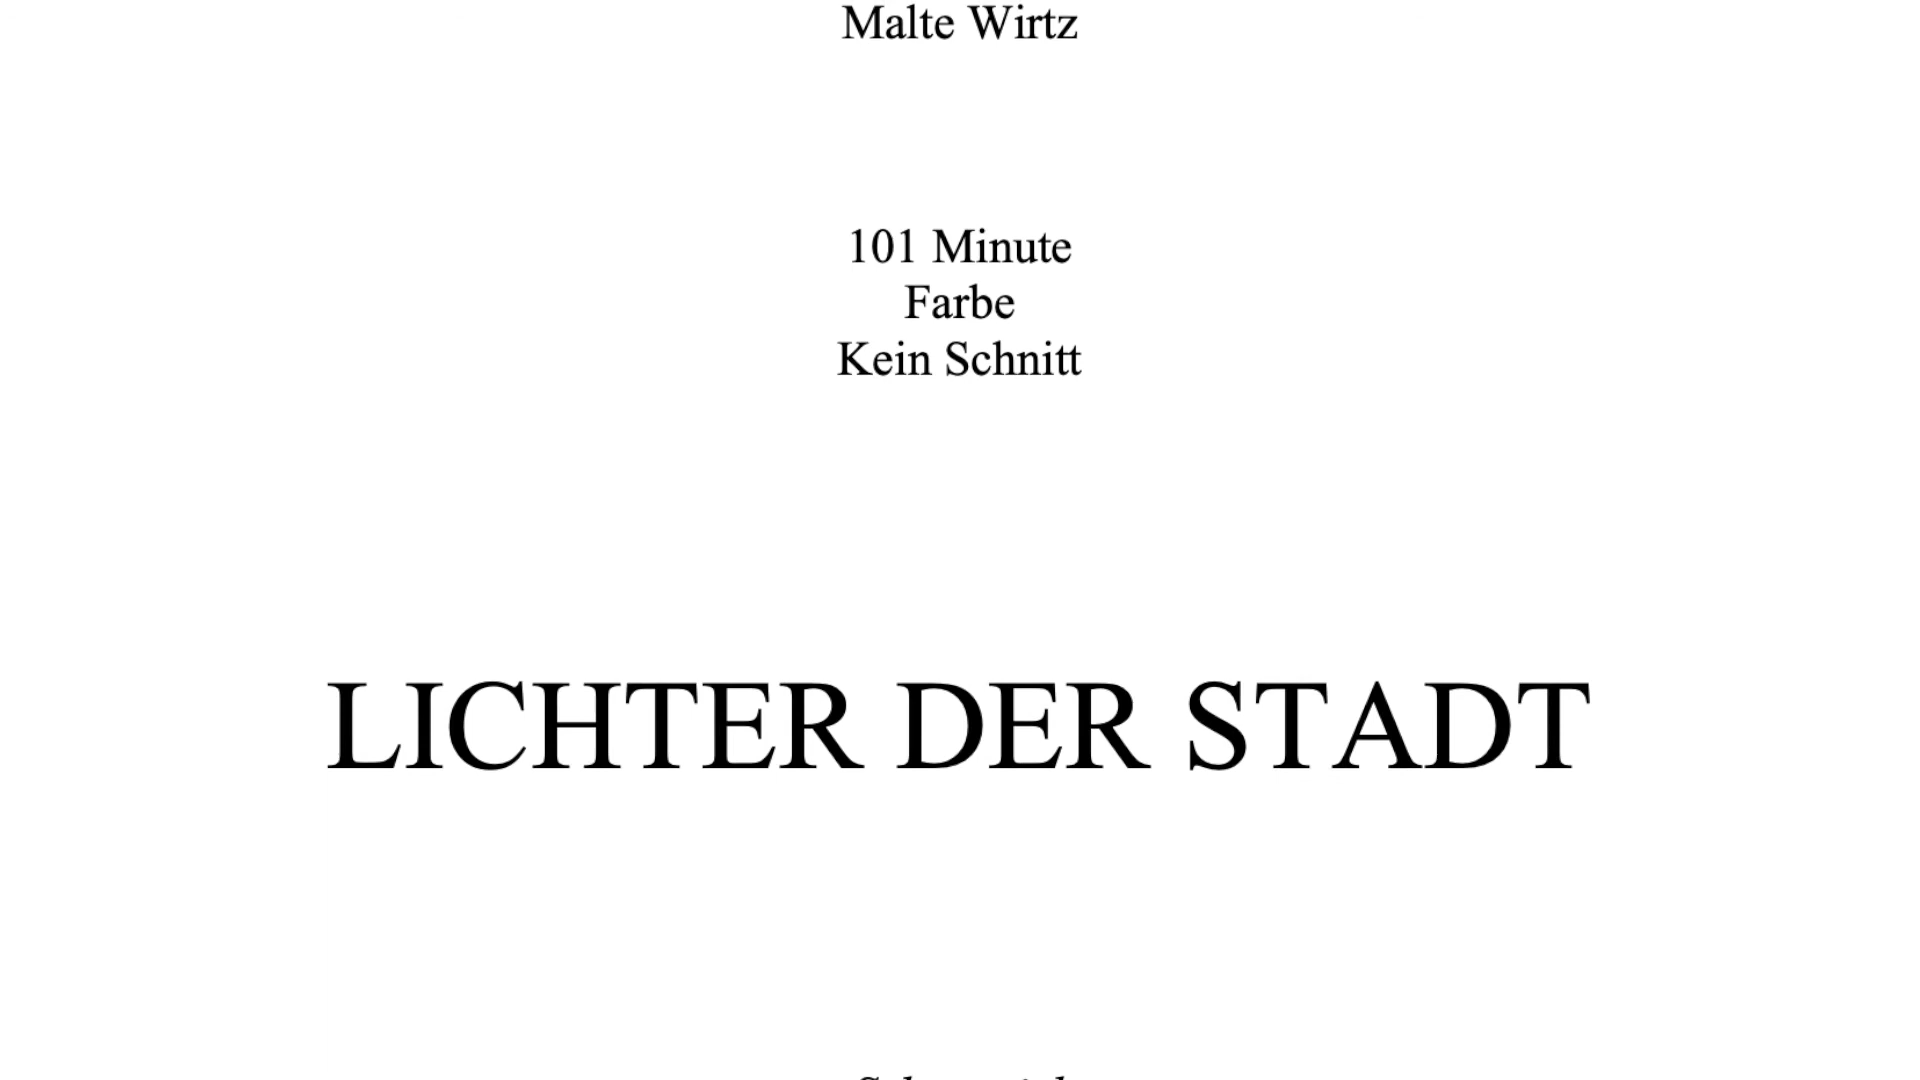 Malte Wirtz
101 Minute
Farbe
Kein Schnitt
LICHTER DER STADT